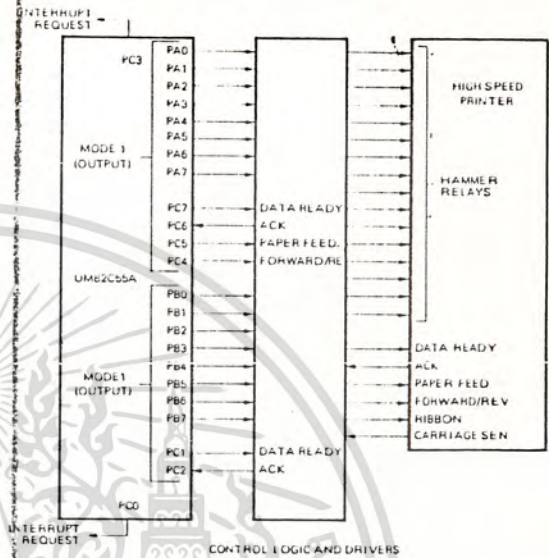 INTERRUPT
REQUEST
PC3
PA0
PA1
PA2
PA3
PA4
PA5
PA6
PA7
MODE 1
(OUTPUT)
PC7
PC6
PC5
PC4
DATA READY
ACK
PAPER FEED.
FORWARD/RE
UM82C55A
PB0
PB1
PB2
PB3
PB4
PB5
PB6
PB7
MODE 1
(OUTPUT)
PC1
PC2
DATA READY
ACK
PC0
INTERRUPT
REQUEST
CONTROL LOGIC AND DRIVERS
HIGH SPEED
PRINTER
HAMMER
RELAYS
DATA READY
ACK
PAPER FEED
FORWARD/REV
RIBBON
CARRIAGE SEN